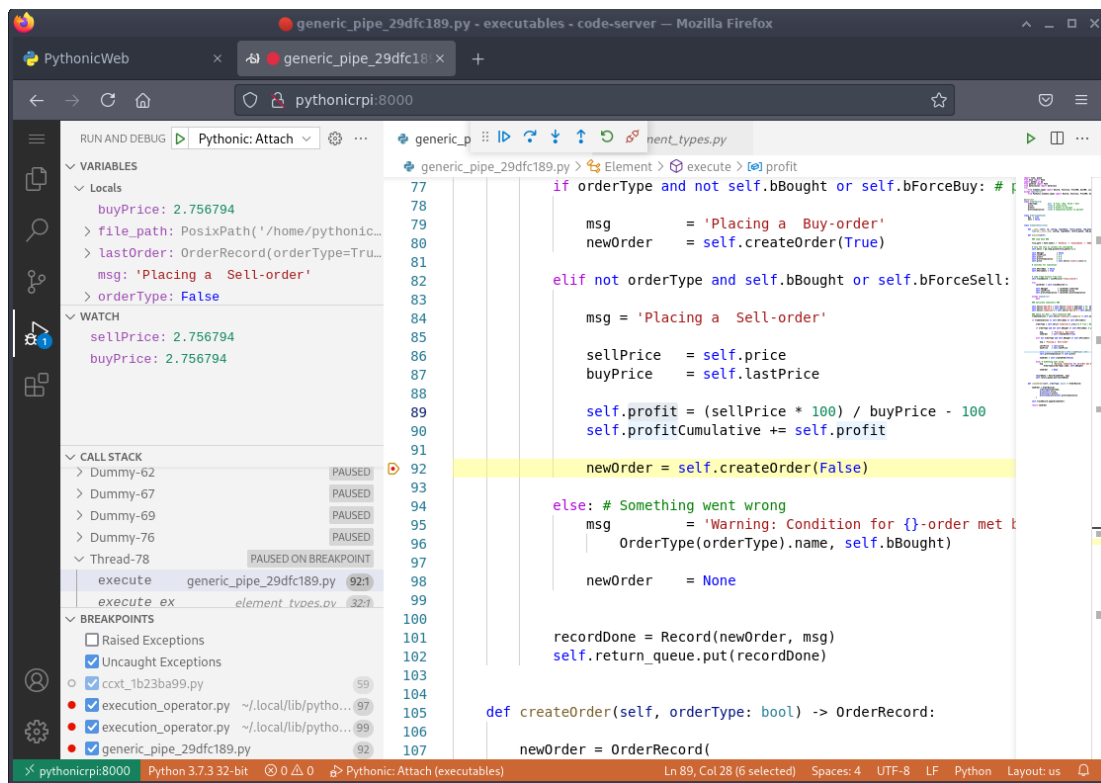 generic_pipe_29dfc189.py - executables - code-server — Mozilla Firefox
PythonicWeb
generic_pipe_29dfc18
pythonicrpi:8000
RUN AND DEBUG
Pythonic: Attach
generic_p
ment_types.py
generic_pipe_29dfc189.py > Element > execute > profit
VARIABLES
Locals
buyPrice: 2.756794
file_path: PosixPath('/home/pythonic…
lastOrder: OrderRecord(orderType=Tru…
msg: 'Placing a  Sell-order'
orderType: False
WATCH
sellPrice: 2.756794
buyPrice: 2.756794
CALL STACK
Dummy-62 PAUSED
Dummy-67 PAUSED
Dummy-69 PAUSED
Dummy-76 PAUSED
Thread-78 PAUSED ON BREAKPOINT
execute generic_pipe_29dfc189.py 92:1
execute_ex element_types.py 32:1
BREAKPOINTS
Raised Exceptions
Uncaught Exceptions
ccxt_1b23ba99.py 59
execution_operator.py ~/.local/lib/pytho… 97
execution_operator.py ~/.local/lib/pytho… 99
generic_pipe_29dfc189.py 92
77 if orderType and not self.bBought or self.bForceBuy: # p
78
79 msg = 'Placing a  Buy-order'
80 newOrder = self.createOrder(True)
81
82 elif not orderType and self.bBought or self.bForceSell:
83
84 msg = 'Placing a  Sell-order'
85
86 sellPrice = self.price
87 buyPrice = self.lastPrice
88
89 self.profit = (sellPrice * 100) / buyPrice - 100
90 self.profitCumulative += self.profit
91
92 newOrder = self.createOrder(False)
93
94 else: # Something went wrong
95 msg = 'Warning: Condition for {}-order met b
96 OrderType(orderType).name, self.bBought)
97
98 newOrder = None
99
100
101 recordDone = Record(newOrder, msg)
102 self.return_queue.put(recordDone)
103
104
105 def createOrder(self, orderType: bool) -> OrderRecord:
106
107 newOrder = OrderRecord(
1
pythonicrpi:8000 Python 3.7.3 32-bit 0 0 Pythonic: Attach (executables) Ln 89, Col 28 (6 selected) Spaces: 4 UTF-8 LF Python Layout: us